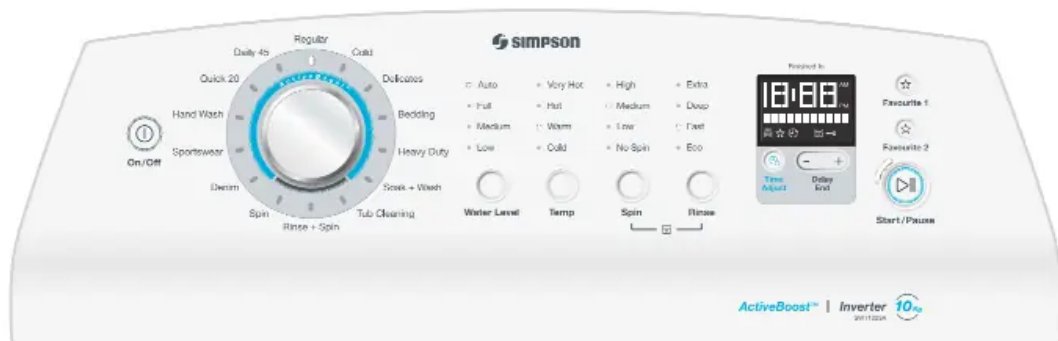 SIMPSON
Regular
Daily 45
Cold
Quick 20
Delicates
Hand Wash
Bedding
Sportswear
Heavy Duty
Denim
Soak + Wash
Spin
Tub Cleaning
Rinse + Spin
ActiveBoost
On/Off
Auto
Very Hot
High
Extra
Full
Hot
Medium
Deep
Medium
Warm
Low
Fast
Low
Cold
No Spin
Eco
Water Level
Temp
Spin
Rinse
Finished In
18:88
AM
PM
Time
Adjust
- +
Delay
End
Favourite 1
Favourite 2
Start/Pause
ActiveBoost™ | Inverter 10Kg